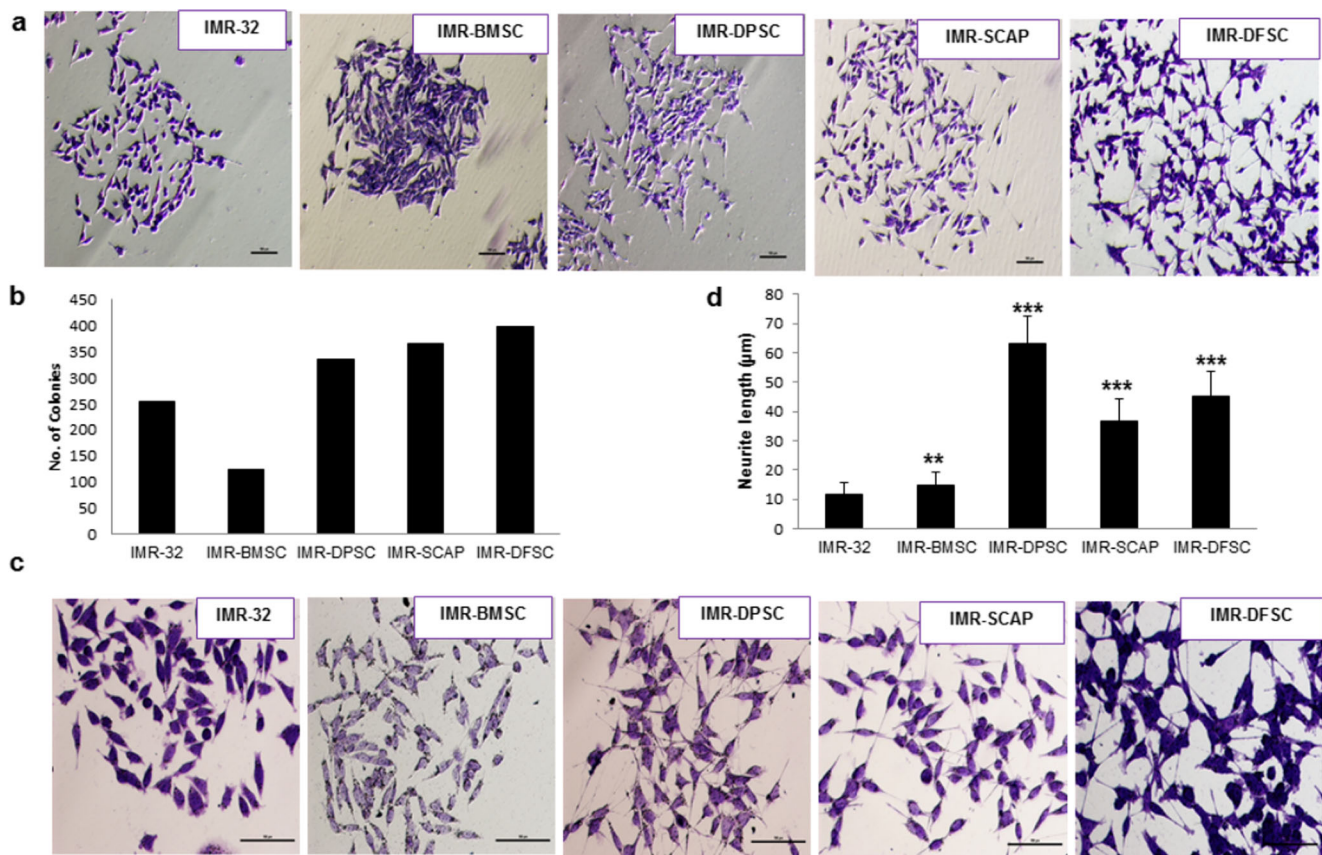 a
IMR-32
IMR-BMSC
IMR-DPSC
IMR-SCAP
IMR-DFSC
b
No. of Colonies
450
400
350
300
250
200
150
100
50
0
IMR-32
IMR-BMSC
IMR-DPSC
IMR-SCAP
IMR-DFSC
d
Neurite length (µm)
80
70
60
50
40
30
20
10
0
**
***
***
***
IMR-32
IMR-BMSC
IMR-DPSC
IMR-SCAP
IMR-DFSC
c
IMR-32
IMR-BMSC
IMR-DPSC
IMR-SCAP
IMR-DFSC